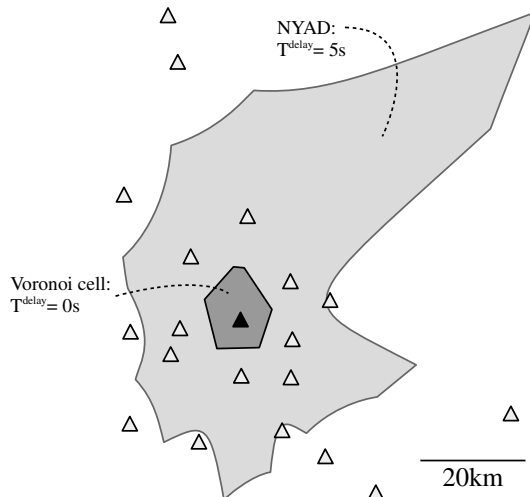 NYAD:
T^delay= 5s
Voronoi cell:
T^delay= 0s
20km